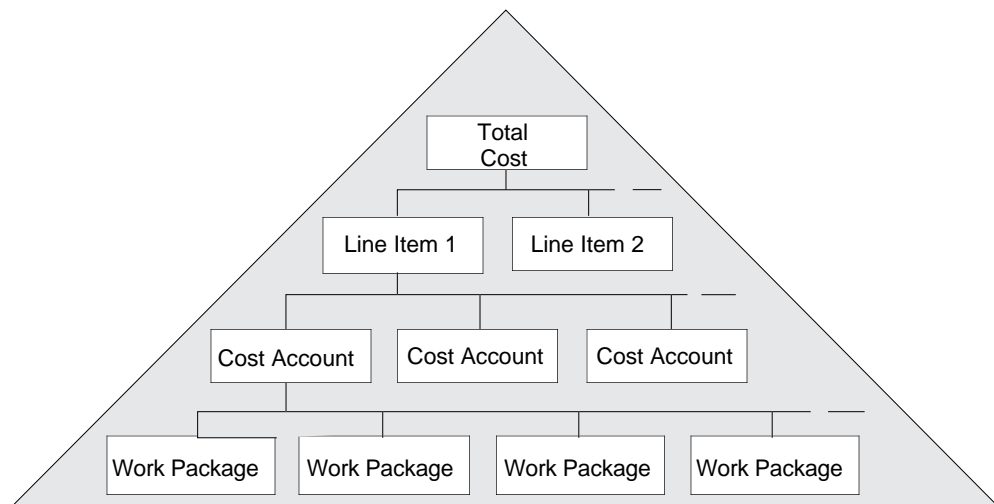 Total
Cost
Line Item 1
Line Item 2
Cost Account
Cost Account
Cost Account
Work Package
Work Package
Work Package
Work Package